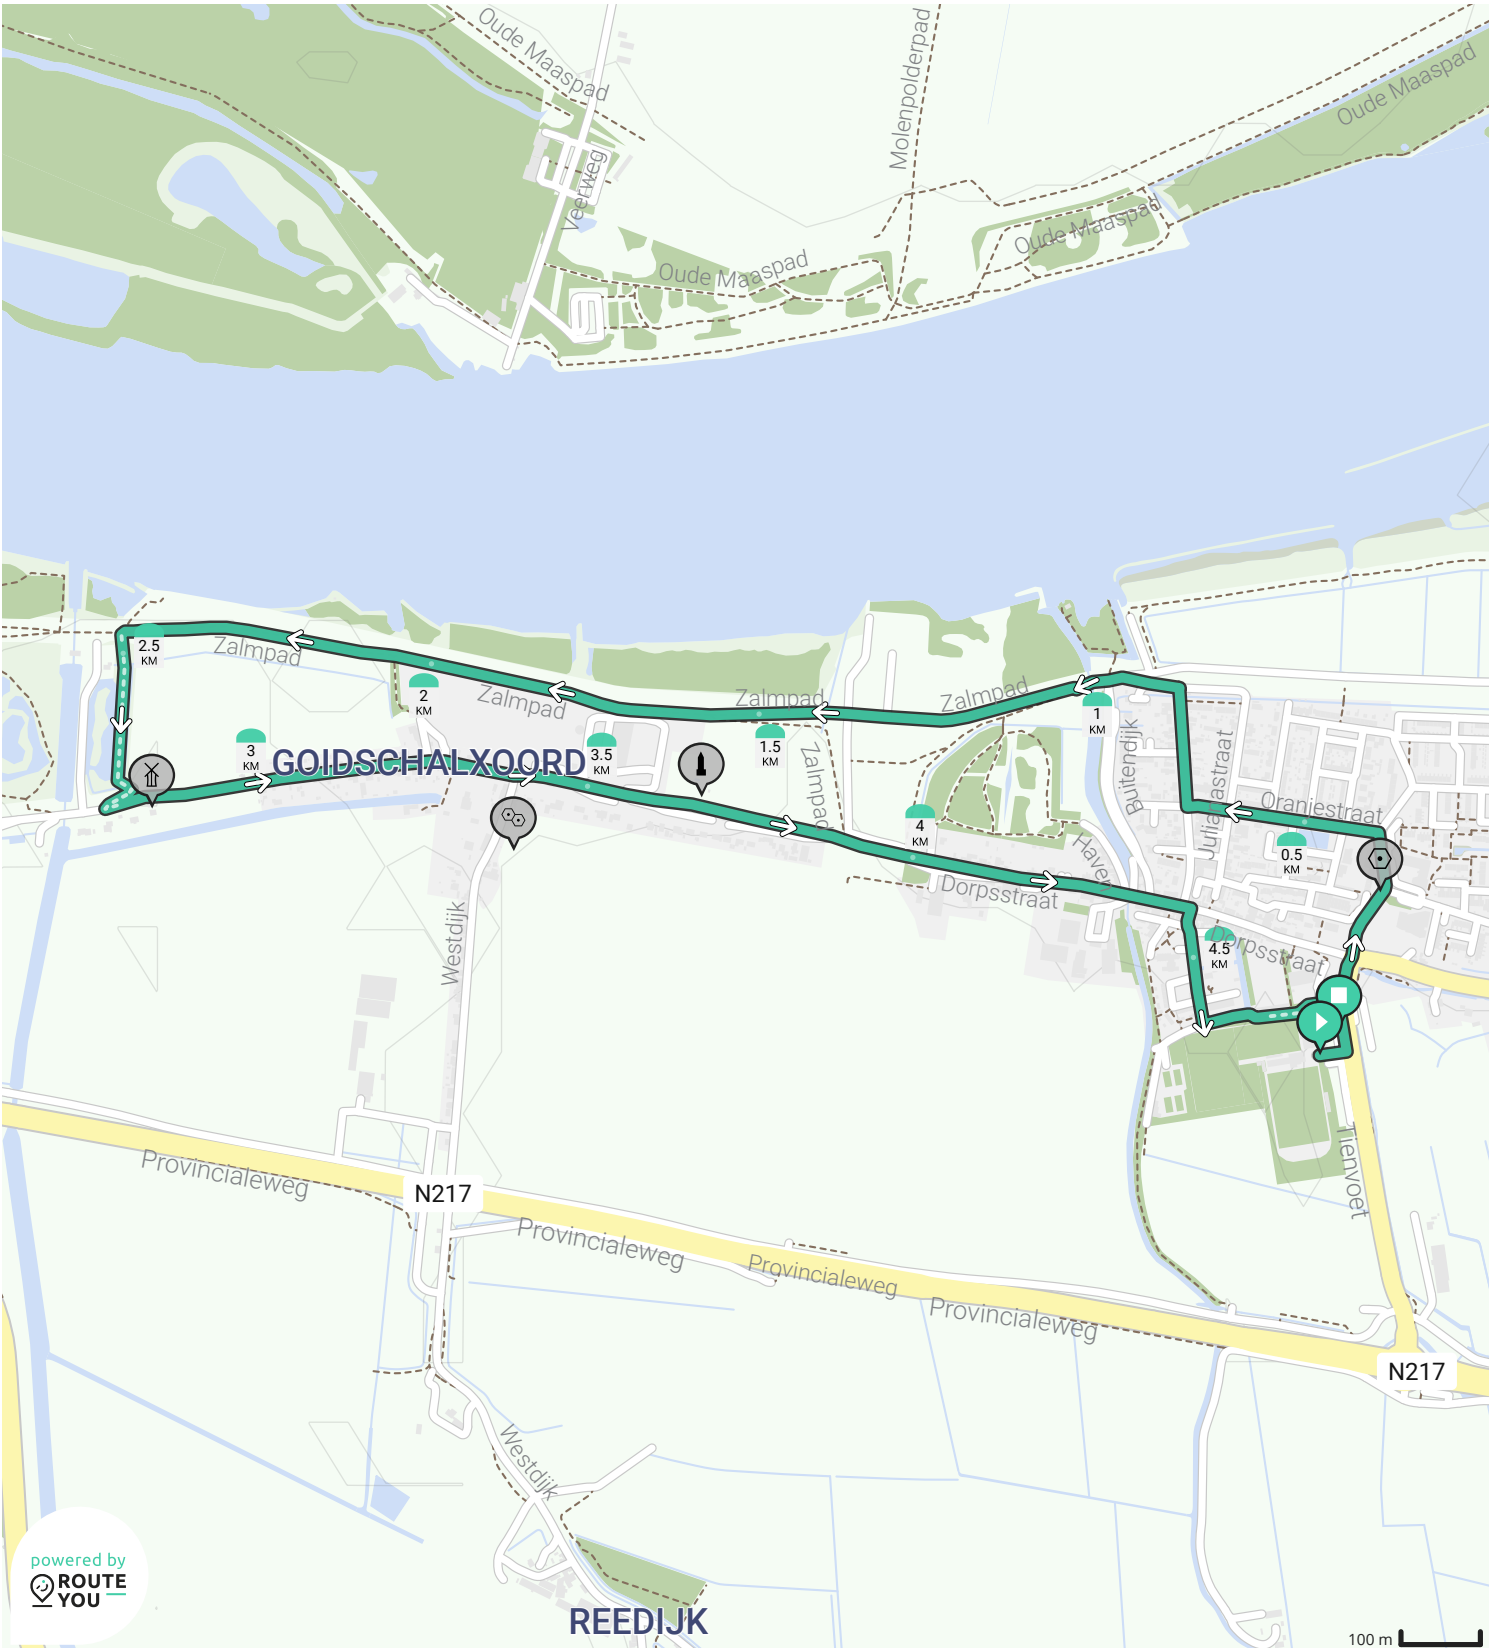 Oude Maaspad
Molenpolderpad
Oude Maaspad
Veerweg
Oude Maaspad
Oude Maaspad
2.5
KM
Zalmpad
2
KM
Zalmpad
Zalmpad
Zalmpad
1
KM
Buitendijk
Julianastraat
3
KM
GOIDSCHALXOORD
3.5
KM
1.5
KM
Zalmpad
4
KM
Oranjestraat
0.5
KM
Haven
Dorpsstraat
Westdijk
4.5
KM
Dorpsstraat
Tienvoet
Provincialeweg
N217
Provincialeweg
Provincialeweg
Provincialeweg
N217
Westdijk
powered by
ROUTE
YOU
REEDIJK
100 m